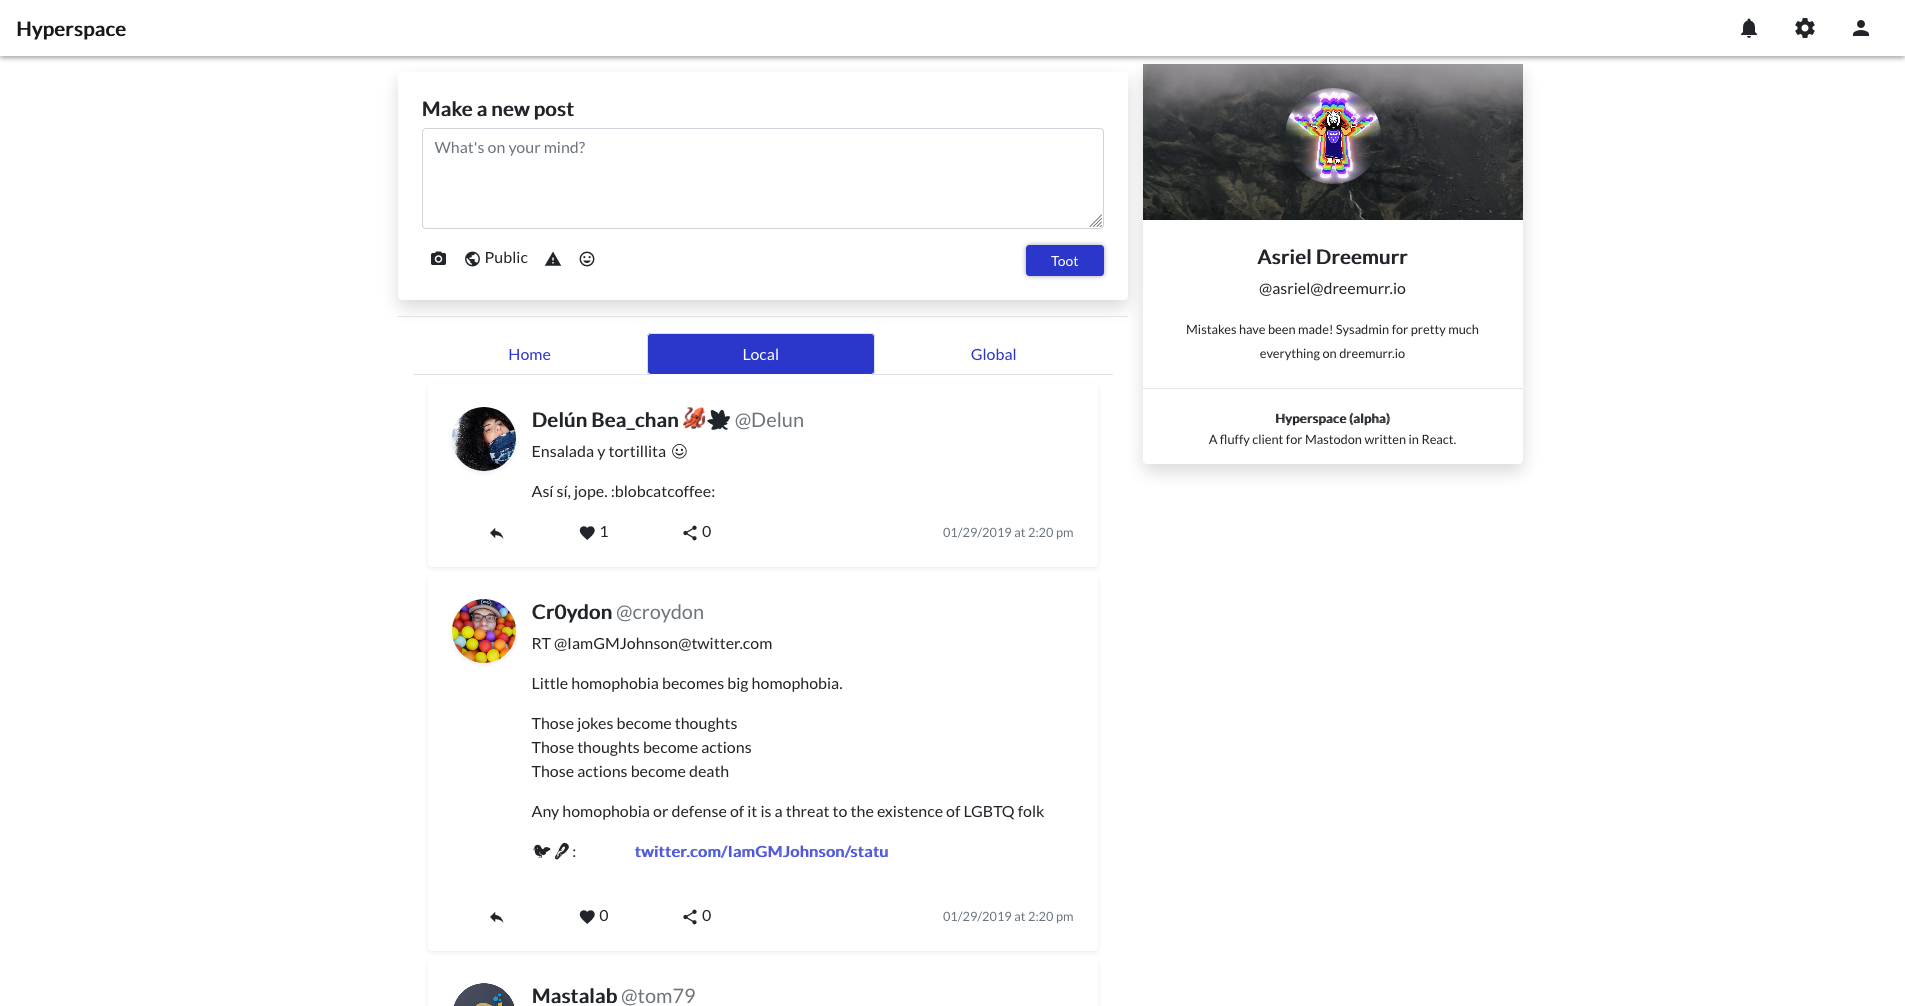 Hyperspace
Make a new post
What's on your mind?
Public
Toot
Home
Local
Global
Delún Bea_chan 🦑🍁 @Delun
Ensalada y tortillita ☺
Así sí, jope. :blobcatcoffee:
1
0
01/29/2019 at 2:20 pm
Cr0ydon @croydon
RT @IamGMJohnson@twitter.com
Little homophobia becomes big homophobia.
Those jokes become thoughts
Those thoughts become actions
Those actions become death
Any homophobia or defense of it is a threat to the existence of LGBTQ folk
🐦🔗: twitter.com/IamGMJohnson/statu
0
0
01/29/2019 at 2:20 pm
Mastalab @tom79
Asriel Dreemurr
@asriel@dreemurr.io
Mistakes have been made! Sysadmin for pretty much
everything on dreemurr.io
Hyperspace (alpha)
A fluffy client for Mastodon written in React.